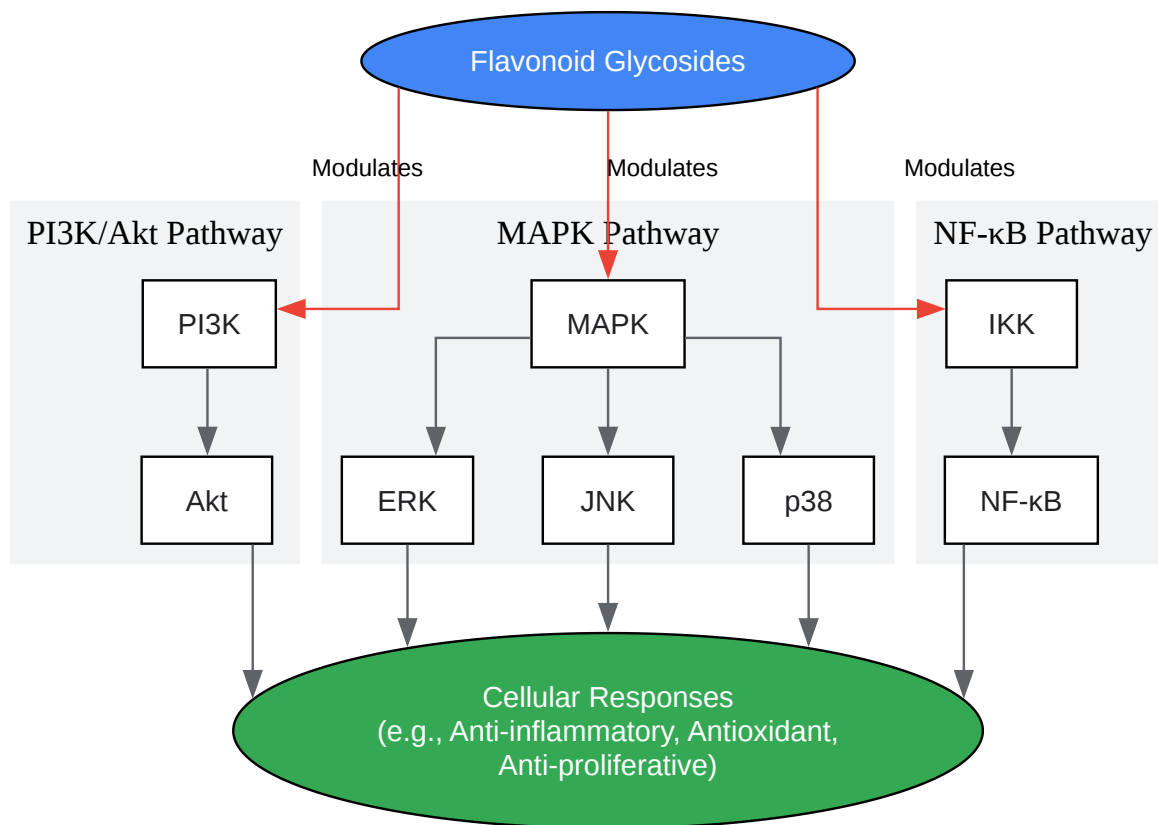 Flavonoid Glycosides
Modulates
Modulates
Modulates
PI3K/Akt Pathway
MAPK Pathway
NF-κB Pathway
PI3K
MAPK
IKK
Akt
ERK
JNK
p38
NF-κB
Cellular Responses
(e.g., Anti-inflammatory, Antioxidant,
Anti-proliferative)